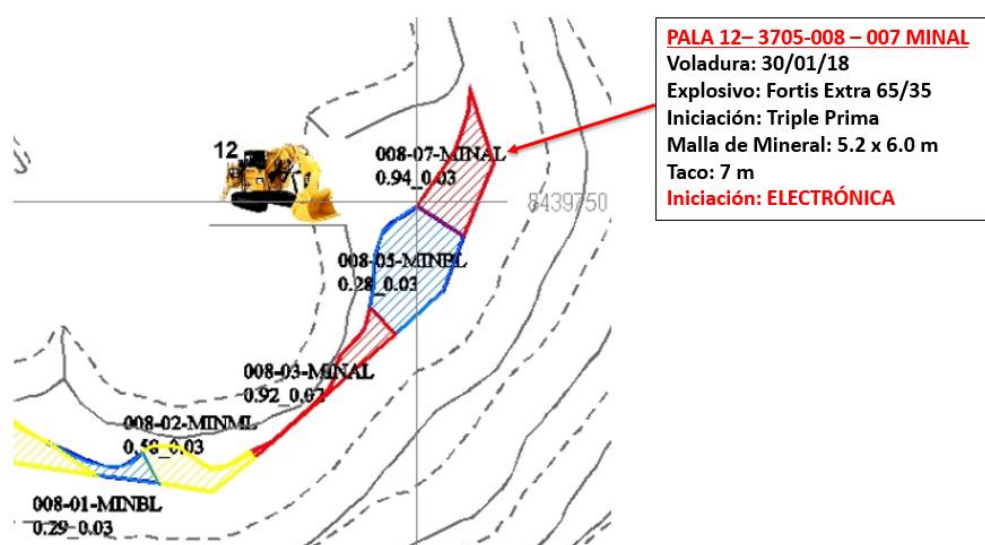 PALA 12– 3705-008 – 007 MINAL
Voladura: 30/01/18
Explosivo: Fortis Extra 65/35
Iniciación: Triple Prima
Malla de Mineral: 5.2 x 6.0 m
Taco: 7 m
Iniciación: ELECTRÓNICA
12
008-07-MINAL
0.94_0.03
8439750
008-05-MINBL
0.28_0.03
008-03-MINAL
0.92_0.07
008-02-MINML
0.58_0.03
008-01-MINBL
0.29_0.03